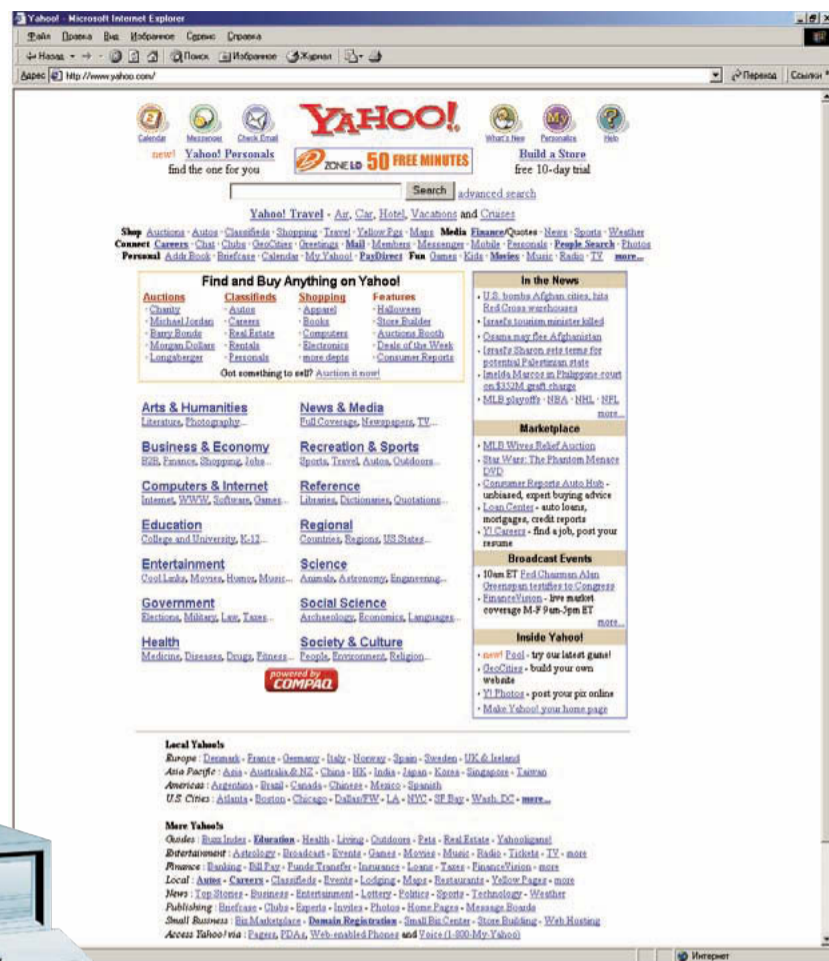 Yahoo! - Microsoft Internet Explorer
Файл Правка Вид Избранное Сервис Справка
Назад Поиск Избранное Журнал
Адрес http://www.yahoo.com/ Переход Ссылки »
2 YAHOO! My
Calendar Messenger Check Email What's New Personalize Help
new! Yahoo! Personals ZONE LD 50 FREE MINUTES Build a Store
find the one for you free 10-day trial
Search advanced search
Yahoo! Travel - Air, Car, Hotel, Vacations and Cruises
Shop Auctions · Autos · Classifieds · Shopping · Travel · Yellow Pgs · Maps Media Finance/Quotes · News · Sports · Weather
Connect Careers · Chat · Clubs · GeoCities · Greetings · Mail · Members · Messenger · Mobile · Personals · People Search · Photos
Personal Addr Book · Briefcase · Calendar · My Yahoo! · PayDirect Fun Games · Kids · Movies · Music · Radio · TV more...
Find and Buy Anything on Yahoo!
Auctions Classifieds Shopping Features
· Charity · Autos · Apparel · Halloween
· Michael Jordan · Careers · Books · Store Builder
· Barry Bonds · Real Estate · Computers · Auctions Booth
· Morgan Dollars · Rentals · Electronics · Deals of the Week
· Longaberger · Personals · more depts · Consumer Reports
Got something to sell? Auction it now!
Arts & Humanities
Literature, Photography...
News & Media
Full Coverage, Newspapers, TV...
Business & Economy
B2B, Finance, Shopping, Jobs...
Recreation & Sports
Sports, Travel, Autos, Outdoors...
Computers & Internet
Internet, WWW, Software, Games...
Reference
Libraries, Dictionaries, Quotations...
Education
College and University, K-12...
Regional
Countries, Regions, US States...
Entertainment
Cool Links, Movies, Humor, Music...
Science
Animals, Astronomy, Engineering...
Government
Elections, Military, Law, Taxes...
Social Science
Archaeology, Economics, Languages...
Health
Medicine, Diseases, Drugs, Fitness...
Society & Culture
People, Environment, Religion...
powered by
COMPAQ
In the News
· U.S. bombs Afghan cities, hits
Red Cross warehouses
· Israel's tourism minister killed
· Osama may flee Afghanistan
· Israel's Sharon sets terms for
potential Palestinian state
· Imelda Marcos in Philippine court
on $352M graft charge
· MLB playoffs · NBA · NHL · NFL
more...
Marketplace
· MLB Wives Relief Auction
· Star Wars: The Phantom Menace
DVD
· Consumer Reports Auto Hub -
unbiased, expert buying advice
· Loan Center - auto loans,
mortgages, credit reports
· Y! Careers - find a job, post your
resume
Broadcast Events
· 10am ET Fed Chairman Alan
Greenspan testifies to Congress
· FinanceVision - live market
coverage M-F 9am-5pm ET
more...
Inside Yahoo!
· new! Pool - try our latest game!
· GeoCities - build your own
website
· Y! Photos - post your pix online
· Make Yahoo! your home page
Local Yahoo!s
Europe : Denmark - France - Germany - Italy - Norway - Spain - Sweden - UK & Ireland
Asia Pacific : Asia - Australia & NZ - China - HK - India - Japan - Korea - Singapore - Taiwan
Americas : Argentina - Brazil - Canada - Chinese - Mexico - Spanish
U.S. Cities : Atlanta - Boston - Chicago - Dallas/FW - LA - NYC - SF Bay - Wash. DC - more...
More Yahoo!s
Guides : Buzz Index - Education - Health - Living - Outdoors - Pets - Real Estate - Yahooligans!
Entertainment : Astrology - Broadcast - Events - Games - Movies - Music - Radio - Tickets - TV - more
Finance : Banking - Bill Pay - Funds Transfer - Insurance - Loans - Taxes - FinanceVision - more
Local : Autos - Careers - Classifieds - Events - Lodging - Maps - Restaurants - Yellow Pages - more
News : Top Stories - Business - Entertainment - Lottery - Politics - Sports - Technology - Weather
Publishing : Briefcase - Clubs - Experts - Invites - Photos - Home Pages - Message Boards
Small Business : Biz Marketplace - Domain Registration - Small Biz Center - Store Building - Web Hosting
Access Yahoo! via : Pagers, PDAs, Web-enabled Phones and Voice (1-800-My-Yahoo)
Интернет